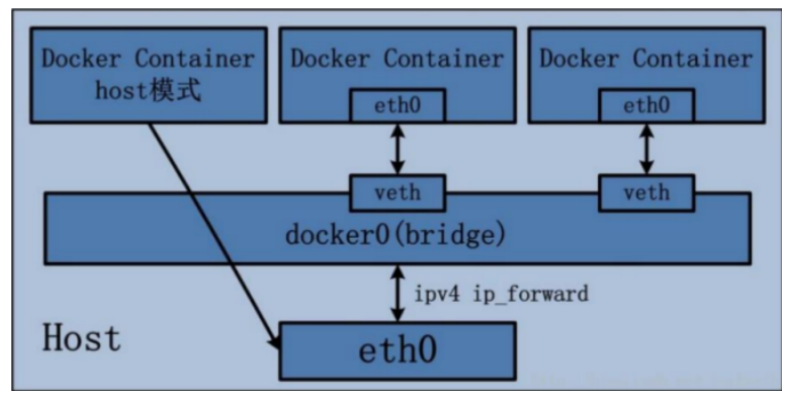 Docker Container
host模式
Docker Container
eth0
Docker Container
eth0
veth
veth
docker0(bridge)
ipv4 ip_forward
Host
eth0